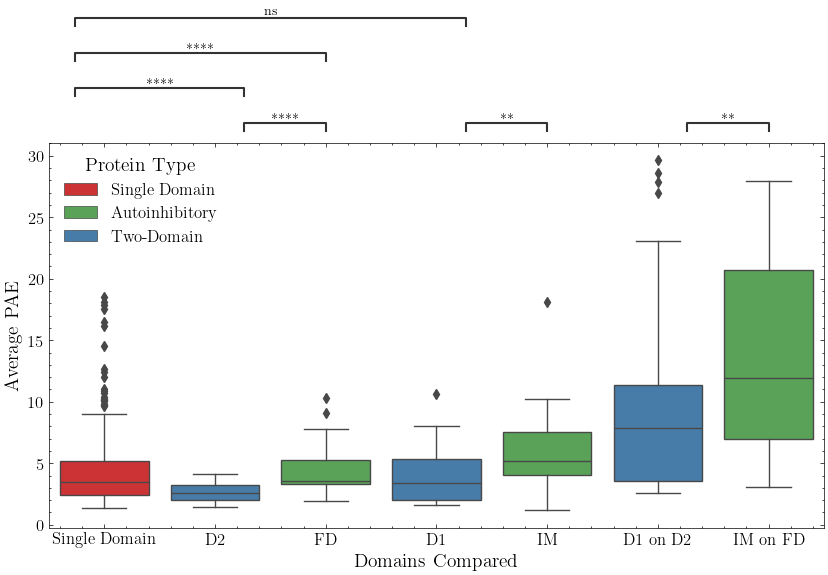 ns
****
****
****
**
**
Protein Type
Single Domain
Autoinhibitory
Two-Domain
30
25
20
15
10
5
0
Average PAE
Single Domain
D2
FD
D1
IM
D1 on D2
IM on FD
Domains Compared